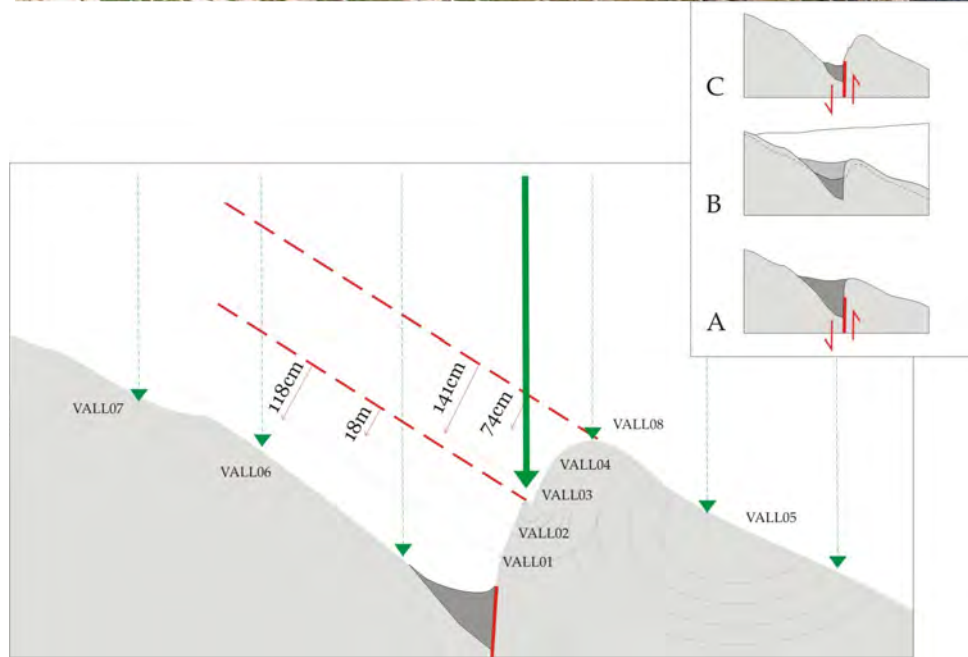 C
B
A
118cm
18m
141cm
74cm
VALL07
VALL06
VALL08
VALL04
VALL03
VALL02
VALL01
VALL05